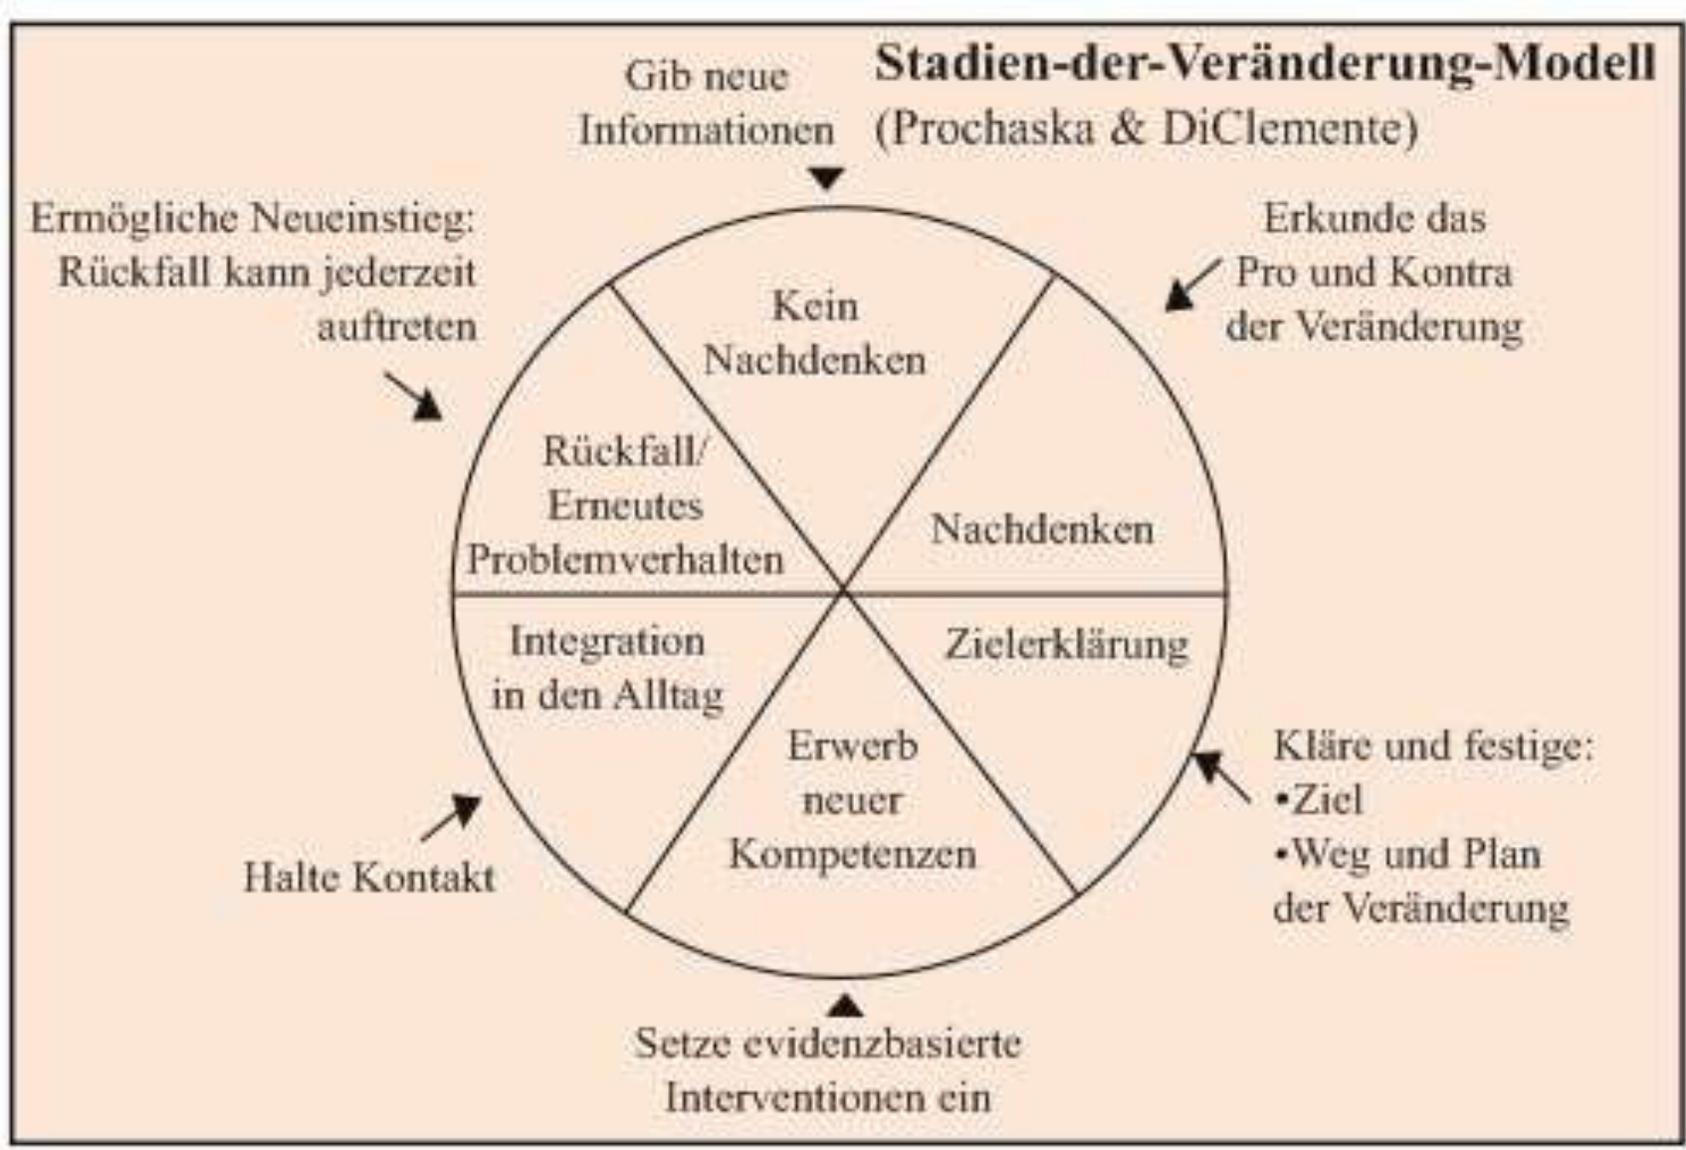 Stadien-der-Veränderung-Modell
(Prochaska & DiClemente)
Gib neue
Informationen
Erkunde das
Pro und Kontra
der Veränderung
Ermögliche Neueinstieg:
Rückfall kann jederzeit
auftreten
Kein
Nachdenken
Nachdenken
Rückfall/
Erneutes
Problemverhalten
Zielerklärung
Integration
in den Alltag
Erwerb
neuer
Kompetenzen
Kläre und festige:
•Ziel
•Weg und Plan
der Veränderung
Halte Kontakt
Setze evidenzbasierte
Interventionen ein